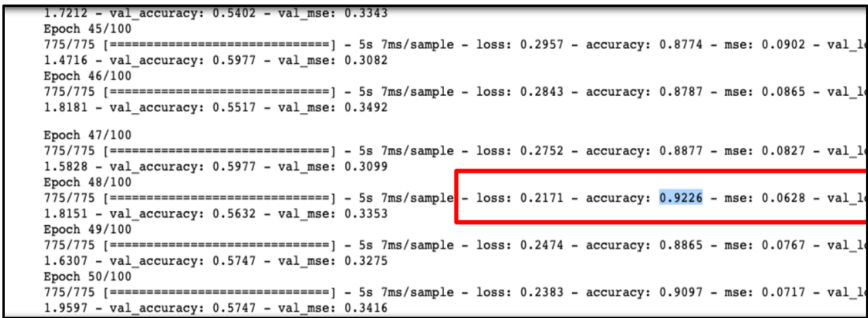 1.7212 - val_accuracy: 0.5402 - val_mse: 0.3343
Epoch 45/100
775/775 [==============================] - 5s 7ms/sample - loss: 0.2957 - accuracy: 0.8774 - mse: 0.0902 - val_l
1.4716 - val_accuracy: 0.5977 - val_mse: 0.3082
Epoch 46/100
775/775 [==============================] - 5s 7ms/sample - loss: 0.2843 - accuracy: 0.8787 - mse: 0.0865 - val_l
1.8181 - val_accuracy: 0.5517 - val_mse: 0.3492
Epoch 47/100
775/775 [==============================] - 5s 7ms/sample - loss: 0.2752 - accuracy: 0.8877 - mse: 0.0827 - val_l
1.5828 - val_accuracy: 0.5977 - val_mse: 0.3099
Epoch 48/100
775/775 [==============================] - 5s 7ms/sample - loss: 0.2171 - accuracy: 0.9226 - mse: 0.0628 - val_lo
1.8151 - val_accuracy: 0.5632 - val_mse: 0.3353
Epoch 49/100
775/775 [==============================] - 5s 7ms/sample - loss: 0.2474 - accuracy: 0.8865 - mse: 0.0767 - val_l
1.6307 - val_accuracy: 0.5747 - val_mse: 0.3275
Epoch 50/100
775/775 [==============================] - 5s 7ms/sample - loss: 0.2383 - accuracy: 0.9097 - mse: 0.0717 - val_l
1.9597 - val_accuracy: 0.5747 - val_mse: 0.3416